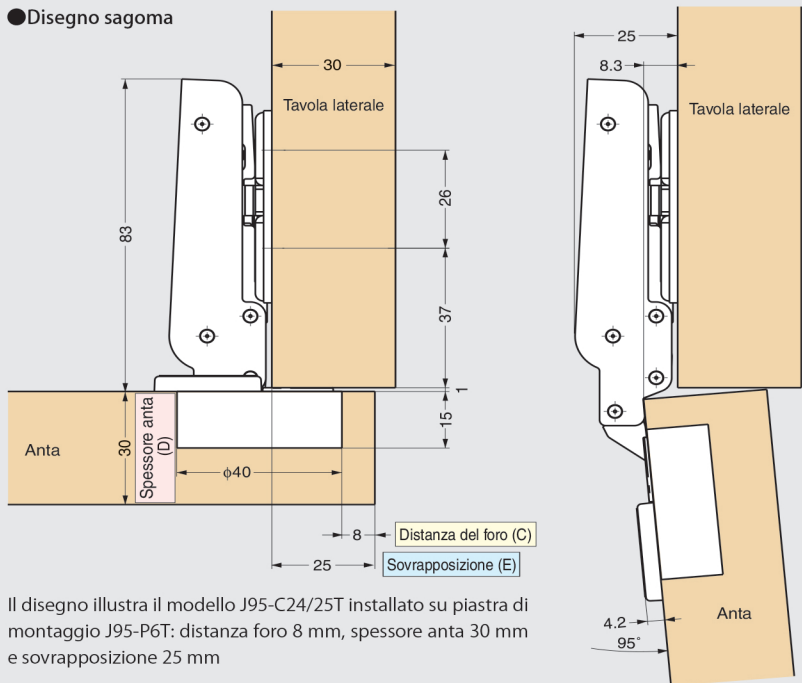 ●Disegno sagoma
30
Tavola laterale
83
26
37
1
15
Anta
30
Spessore anta
(D)
ϕ40
8
Distanza del foro (C)
25
Sovrapposizione (E)
25
8.3
Tavola laterale
4.2
95°
Anta
Il disegno illustra il modello J95-C24/25T installato su piastra di
montaggio J95-P6T: distanza foro 8 mm, spessore anta 30 mm
e sovrapposizione 25 mm